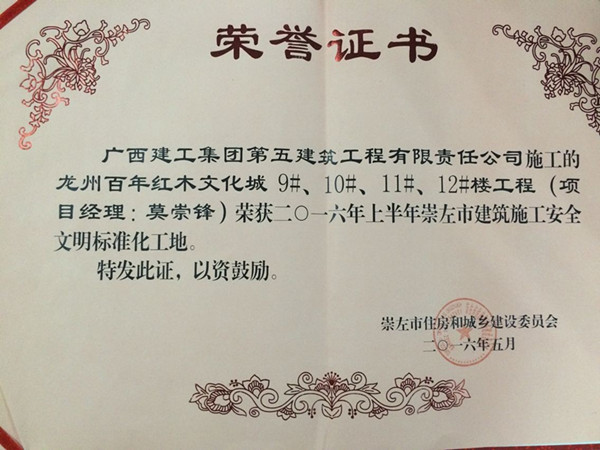 荣誉证书
广西建工集团第五建筑工程有限责任公司施工的
龙州百年红木文化城 9#、10#、11#、12#楼工程（项
目经理：莫崇锋）荣获二〇一六年上半年崇左市建筑施工安全
文明标准化工地。
特发此证，以资鼓励。
崇左市住房和城乡建设委员会
二〇一六年五月